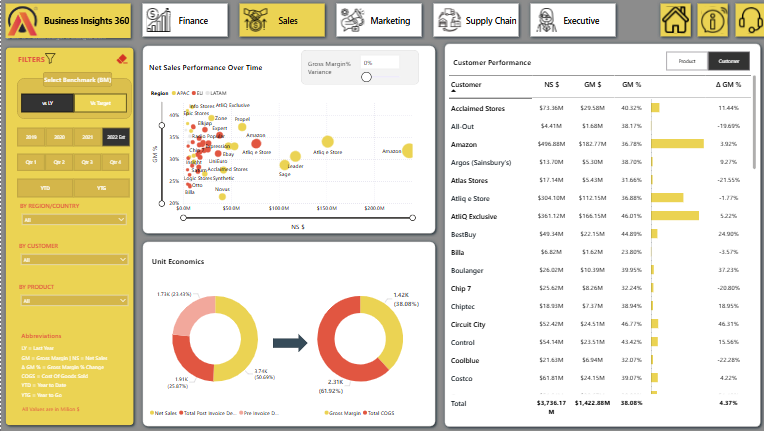 Business Insights 360
Finance
Sales
Marketing
Supply Chain
Executive
FILTERS
Select Benchmark (BM)
vs LY
Vs Target
2019
2020
2021
2022 Est
Qtr 1
Qtr 2
Qtr 3
Qtr 4
YTD
YTG
BY REGION/COUNTRY
All
BY CUSTOMER
All
BY PRODUCT
All
Abbreviations
LY = Last Year
GM = Gross Margin | NS = Net Sales
Δ GM % = Gross Margin % Change
COGS = Cost Of Goods Sold
YTD = Year to Date
YTG = Year to Go
All Values are in Million $
Net Sales Performance Over Time
Gross Margin%
Variance
0%
Region APAC EU LATAM
40%
35%
30%
25%
20%
GM %
Info Stores
AtliQ Exclusive
Epic Stores
Zone
Propel
Elkjøp
Expert
Radio Popular
Amazon
Amazon
Ebay
UniEuro
Atliq e Store
Atliq e Store
Acclaimed Stores
Leader
Sage
Logic Stores
Synthetic
Otto
Billa
Novus
$0.0M
$50.0M
$100.0M
$150.0M
$200.0M
NS $
Unit Economics
1.73K (23.43%)
3.74K
(50.69%)
1.91K
(25.87%)
1.42K
(38.08%)
2.31K
(61.92%)
Net Sales Total Post Invoice De... Pre Invoice D...
Gross Margin Total COGS
Customer Performance
Product
Customer
Customer NS $ GM $ GM % Δ GM %
Acclaimed Stores $73.36M $29.58M 40.32% 11.44%
All-Out $4.41M $1.68M 38.17% -19.69%
Amazon $496.88M $182.77M 36.78% 3.92%
Argos (Sainsbury's) $13.70M $5.30M 38.70% 9.27%
Atlas Stores $17.14M $5.43M 31.66% -21.55%
Atliq e Store $304.10M $112.15M 36.88% -1.77%
AtliQ Exclusive $361.12M $166.15M 46.01% 5.22%
BestBuy $49.34M $22.15M 44.89% 24.90%
Billa $6.82M $1.62M 23.80% -3.57%
Boulanger $26.02M $10.39M 39.95% 37.23%
Chip 7 $25.62M $8.26M 32.24% -20.80%
Chiptec $18.93M $7.37M 38.94% 18.95%
Circuit City $52.42M $24.51M 46.77% 46.31%
Control $54.14M $23.51M 43.42% 15.56%
Coolblue $21.63M $6.94M 32.07% -22.28%
Costco $61.81M $24.15M 39.07% 4.22%
Total $3,736.17 $1,422.88M 38.08% 4.37%
M